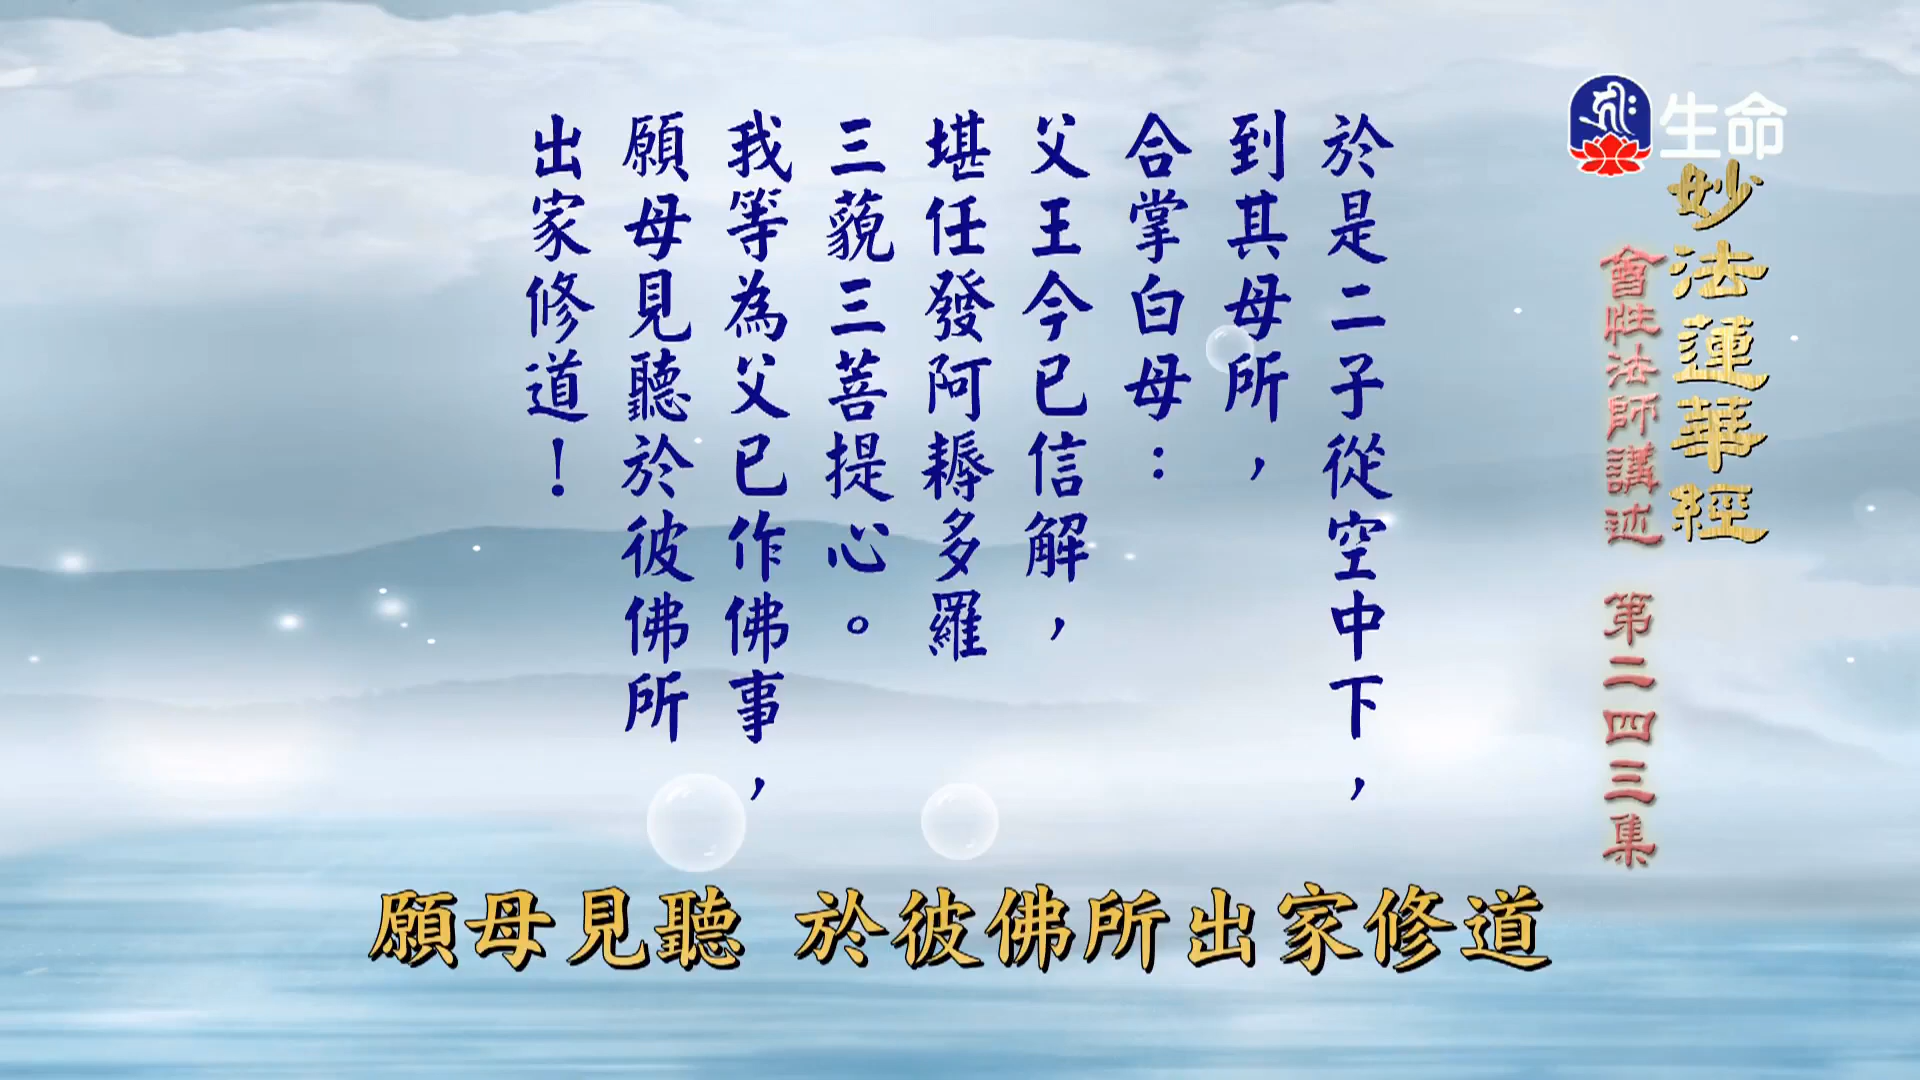 生命
妙法蓮華經
會性法師講述 第二四三集
於是二子從空中下，
到其母所，
合掌白母：
父王今已信解，
堪任發阿耨多羅
三藐三菩提心。
我等為父已作佛事，
願母見聽於彼佛所
出家修道！
願母見聽 於彼佛所出家修道